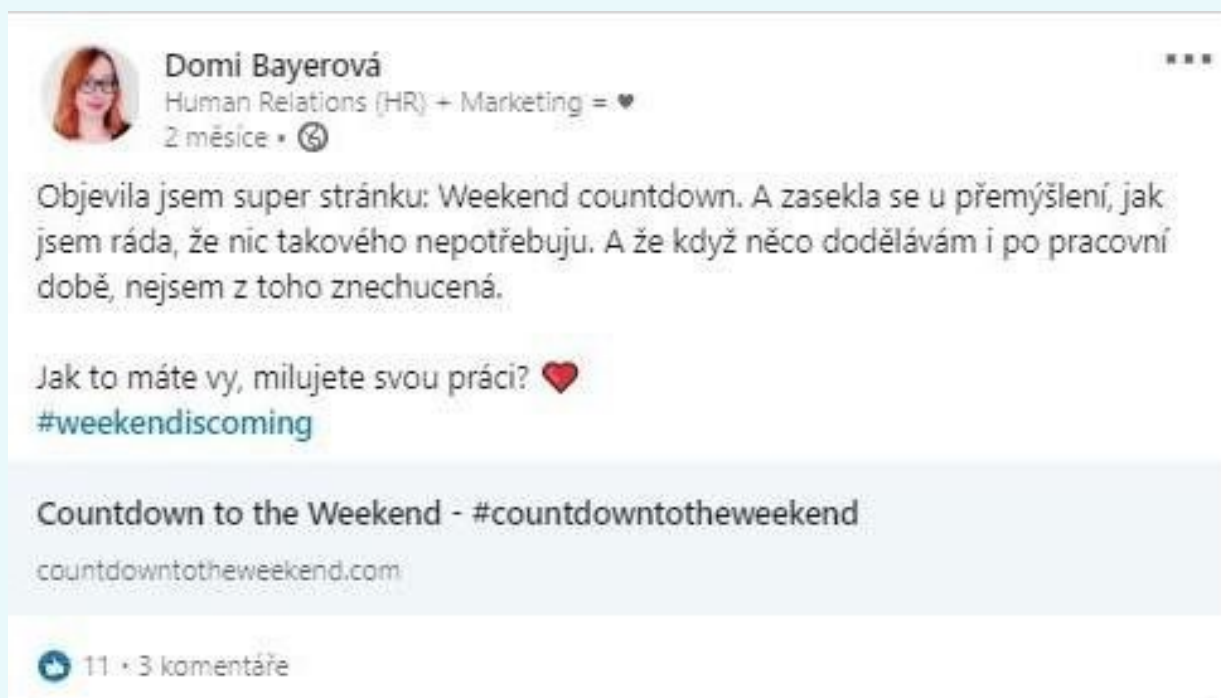 Domi Bayerová
Human Relations (HR) + Marketing = ♥
2 měsíce •
Objevila jsem super stránku: Weekend countdown. A zasekla se u přemýšlení, jak
jsem ráda, že nic takového nepotřebuju. A že když něco dodělávám i po pracovní
době, nejsem z toho znechucená.
Jak to máte vy, milujete svou práci? ❤
#weekendiscoming
Countdown to the Weekend - #countdowntotheweekend
countdowntotheweekend.com
11 • 3 komentáře